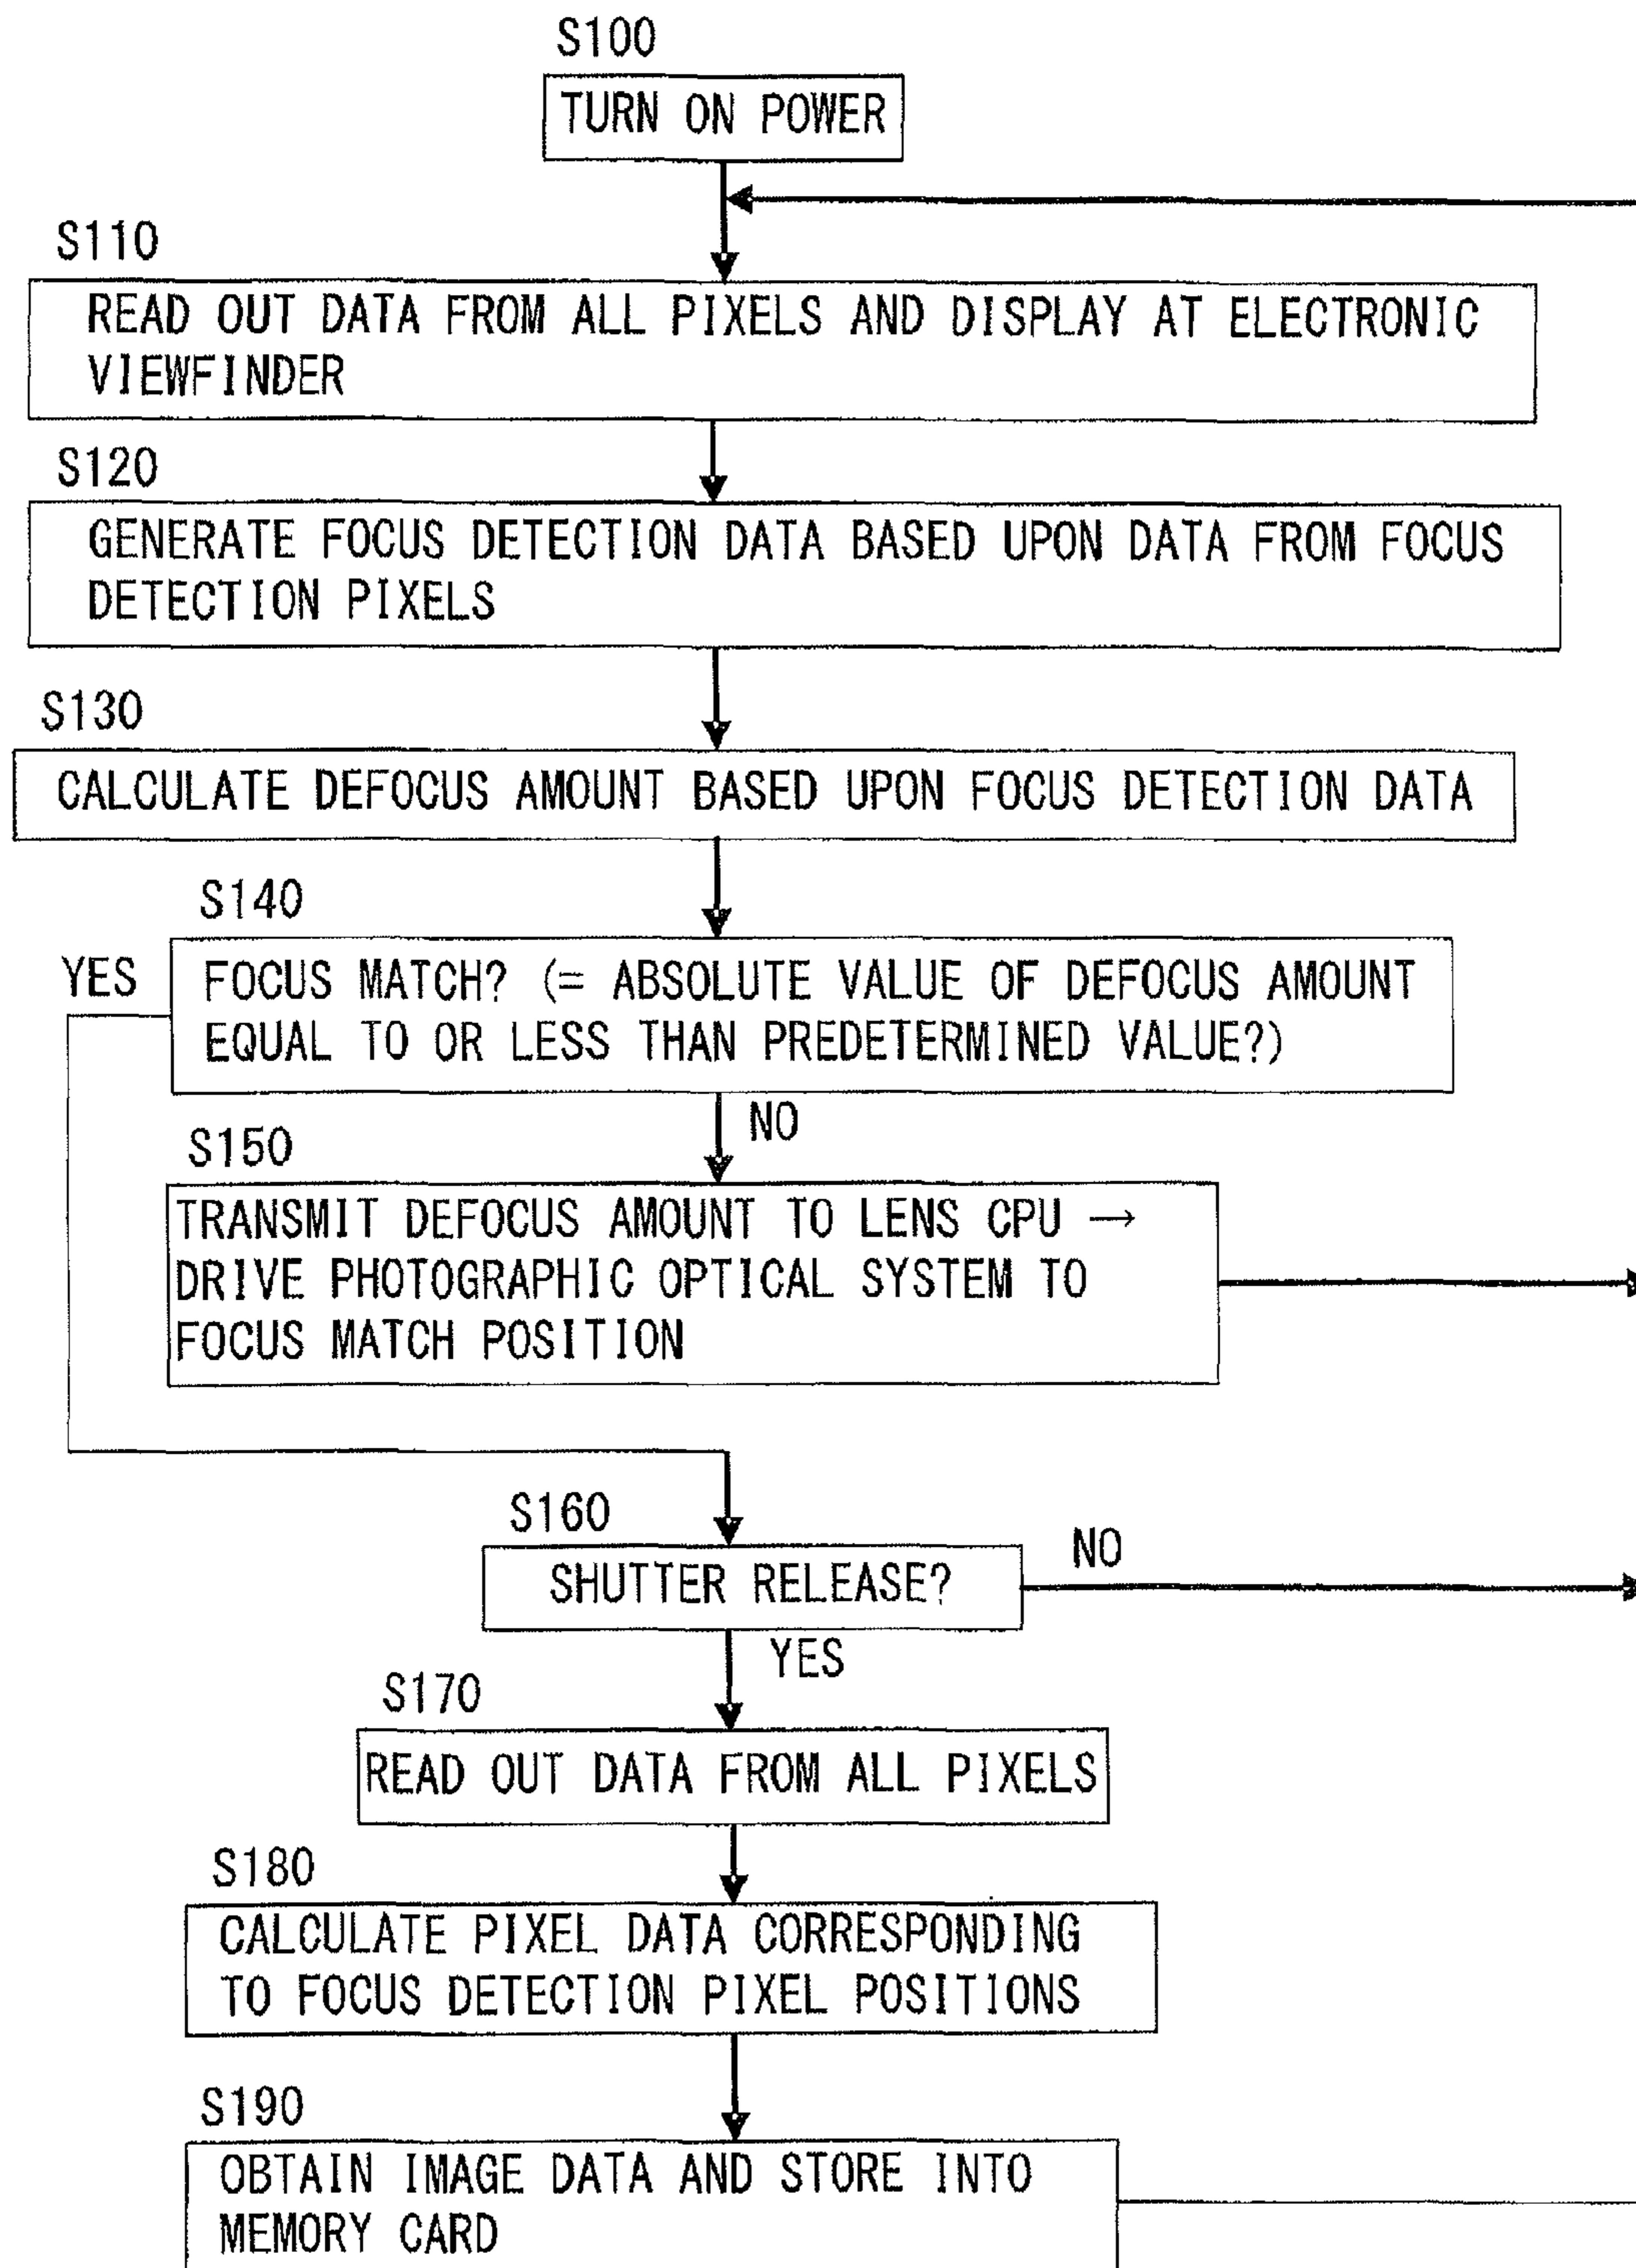 S100
TURN ON POWER
S110
READ OUT DATA FROM ALL PIXELS AND DISPLAY AT ELECTRONIC
VIEWFINDER
S120
GENERATE FOCUS DETECTION DATA BASED UPON DATA FROM FOCUS
DETECTION PIXELS
S130
CALCULATE DEFOCUS AMOUNT BASED UPON FOCUS DETECTION DATA
S140
YES
FOCUS MATCH? (= ABSOLUTE VALUE OF DEFOCUS AMOUNT
EQUAL TO OR LESS THAN PREDETERMINED VALUE?)
NO
S150
TRANSMIT DEFOCUS AMOUNT TO LENS CPU →
DRIVE PHOTOGRAPHIC OPTICAL SYSTEM TO
FOCUS MATCH POSITION
S160
SHUTTER RELEASE?
NO
YES
S170
READ OUT DATA FROM ALL PIXELS
S180
CALCULATE PIXEL DATA CORRESPONDING
TO FOCUS DETECTION PIXEL POSITIONS
S190
OBTAIN IMAGE DATA AND STORE INTO
MEMORY CARD